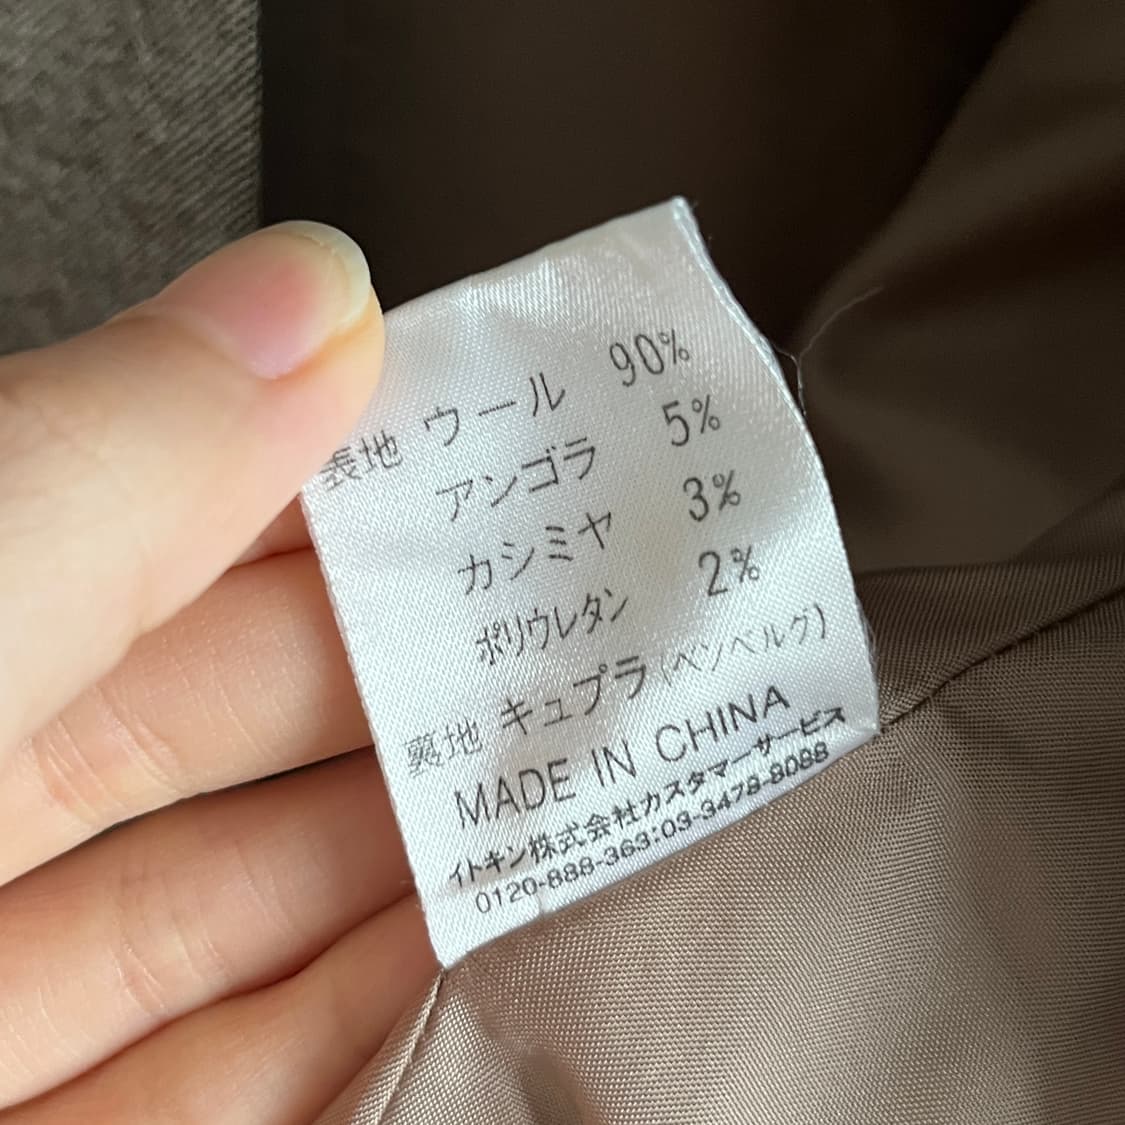 表地 ウール 90%
アンゴラ 5%
カシミヤ 3%
ポリウレタン 2%
裏地 キュプラ(ベンベルグ)
MADE IN CHINA
イトキン株式会社カスタマーサービス
0120-888-363:03-3478-8088